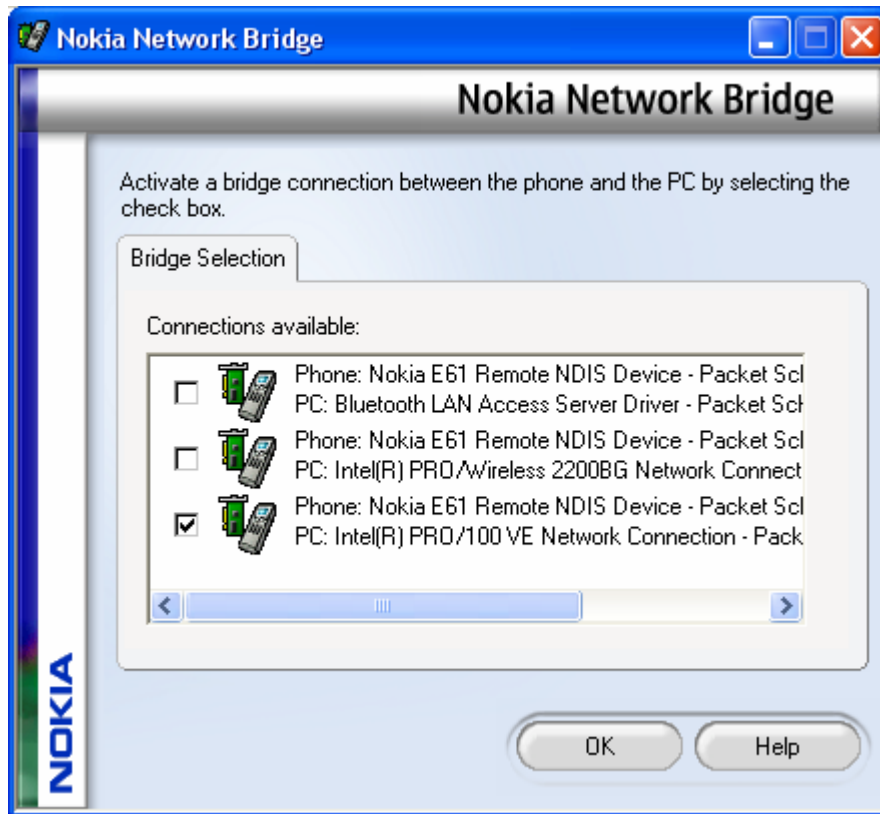 Nokia Network Bridge
Nokia Network Bridge
Activate a bridge connection between the phone and the PC by selecting the
check box.
Bridge Selection
Connections available:
Phone: Nokia E61 Remote NDIS Device - Packet Scl
PC: Bluetooth LAN Access Server Driver - Packet Sch
Phone: Nokia E61 Remote NDIS Device - Packet Scl
PC: Intel(R) PRO/Wireless 2200BG Network Connect
Phone: Nokia E61 Remote NDIS Device - Packet Scl
PC: Intel(R) PRO/100 VE Network Connection - Pack
NOKIA
OK
Help